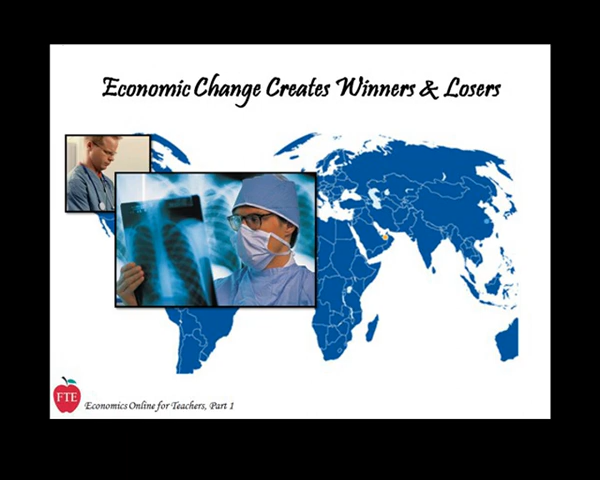 Economic Change Creates Winners & Losers
FTE
Economics Online for Teachers, Part 1